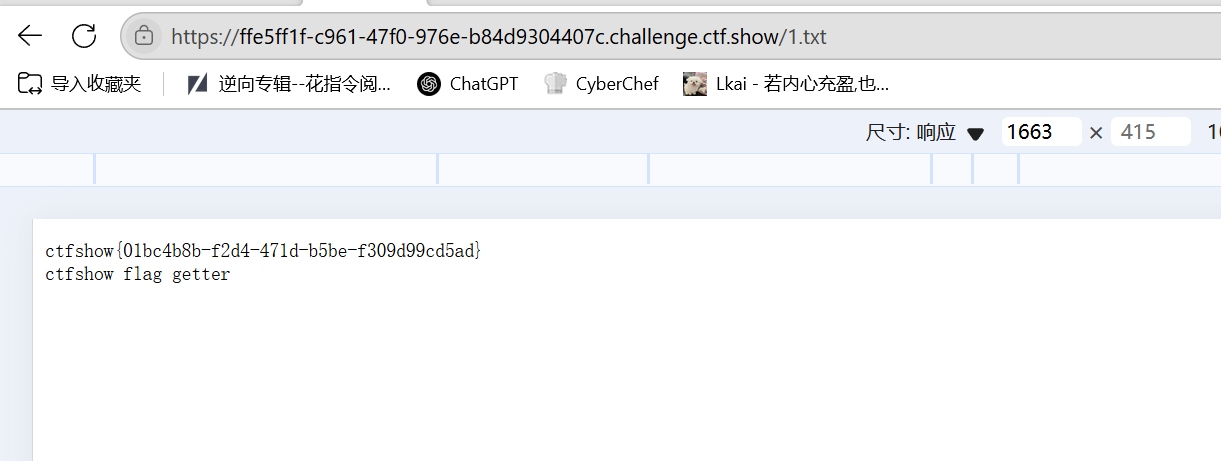 https://ffe5ff1f-c961-47f0-976e-b84d9304407c.challenge.ctf.show/1.txt
导入收藏夹 逆向专辑--花指令阅... ChatGPT CyberChef Lkai - 若内心充盈,也...
尺寸: 响应 1663 × 415
ctfshow{01bc4b8b-f2d4-471d-b5be-f309d99cd5ad}
ctfshow flag getter